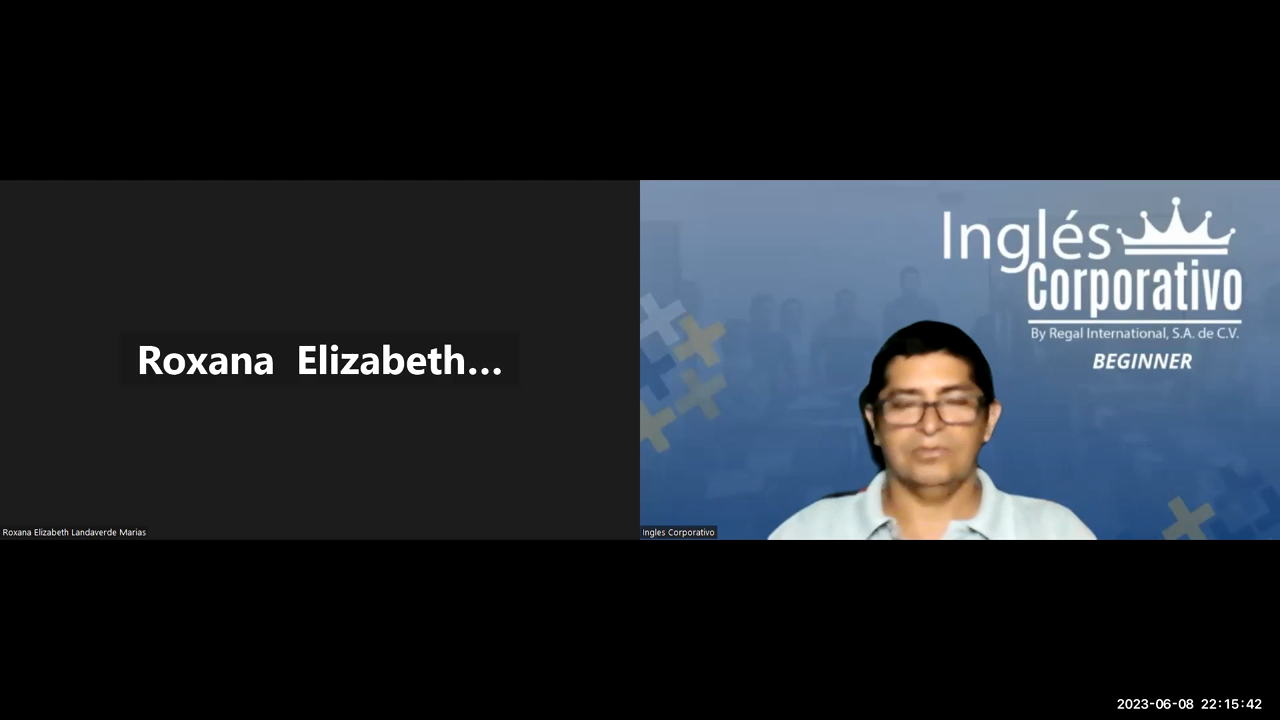 Roxana Elizabeth...
Roxana Elizabeth Landaverde Marias
Inglés
Corporativo
By Regal International, S.A. de C.V.
BEGINNER
Ingles Corporativo
2023-06-08 22:15:42